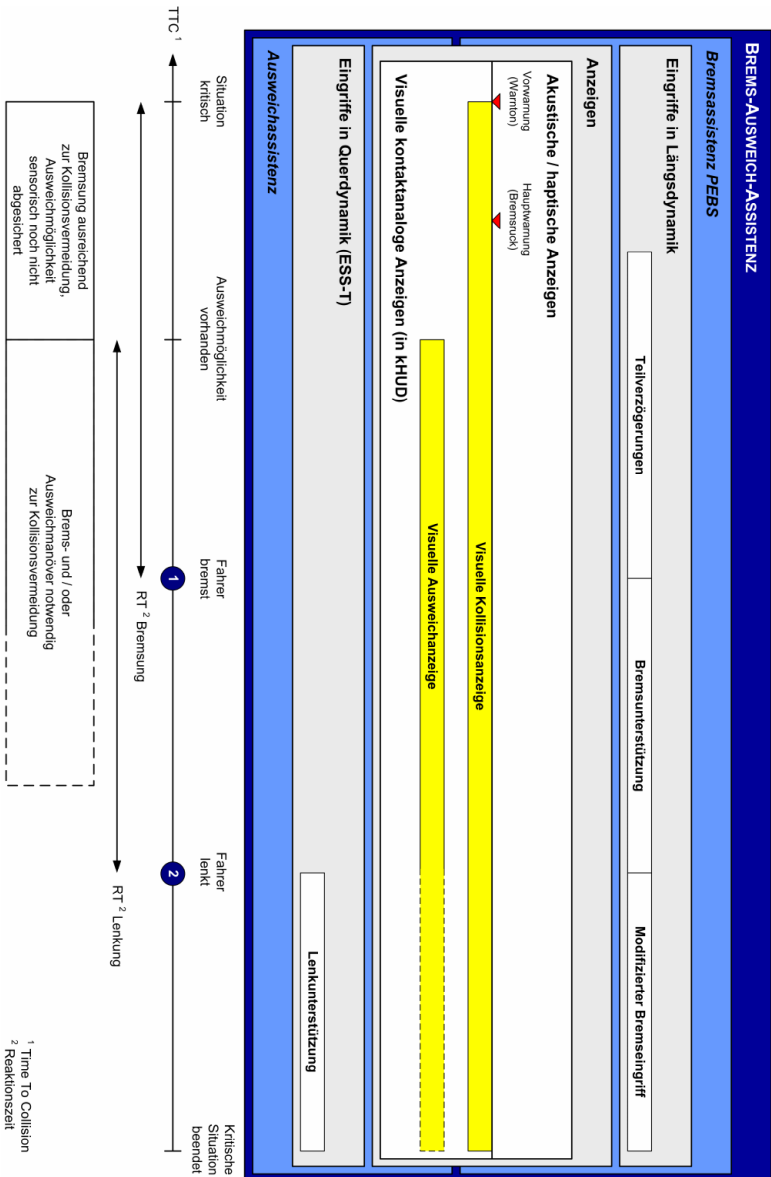 BREMS-AUSWEICH-ASSISTENZ
Bremsassistenz PEBS
Eingriffe in Längsdynamik
Teilverzögerungen
Bremsunterstützung
Modifizierter Bremseingriff
Anzeigen
Akustische / haptische Anzeigen
Vorwarnung
(Warnton)
Hauptwarnung
(Bremsruck)
Visuelle Kollisionsanzeige
Visuelle Ausweichanzeige
Visuelle kontaktanaloge Anzeigen (in kHUD)
Eingriffe in Querdynamik (ESS-T)
Lenkunterstützung
Ausweichassistenz
Situation
kritisch
Ausweichmöglichkeit
vorhanden
Fahrer
bremst
Fahrer
lenkt
Kritische
Situation
beendet
TTC 1
1
2
RT 2 Bremsung
RT 2 Lenkung
Bremsung ausreichend
zur Kollisionsvermeidung,
Ausweichmöglichkeit
sensorisch noch nicht
abgesichert
Brems- und / oder
Ausweichmanöver notwendig
zur Kollisionsvermeidung
1 Time To Collision
2 Reaktionszeit